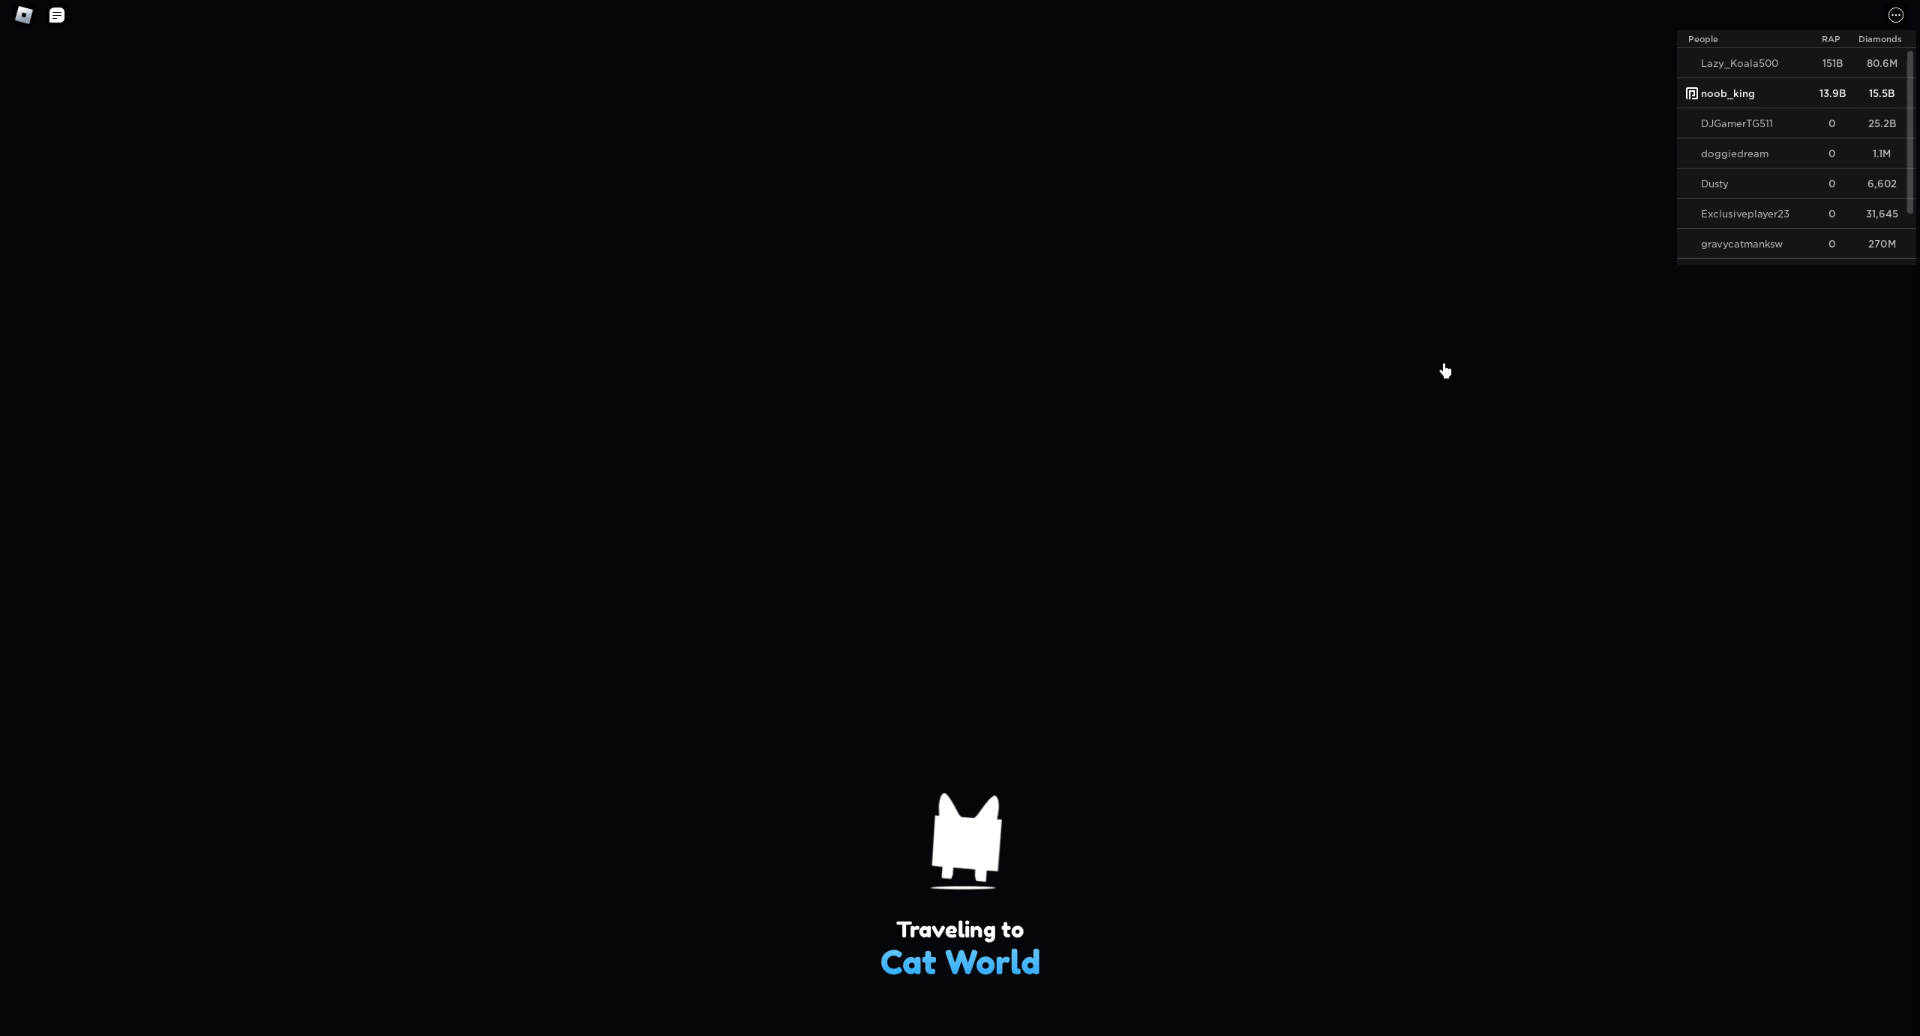 People RAP Diamonds
Lazy_Koala500 151B 80.6M
noob_king 13.9B 15.5B
DJGamerTG511 0 25.2B
doggiedream 0 1.1M
Dusty 0 6,602
Exclusiveplayer23 0 31,645
gravycatmanksw 0 270M
Traveling to
Cat World